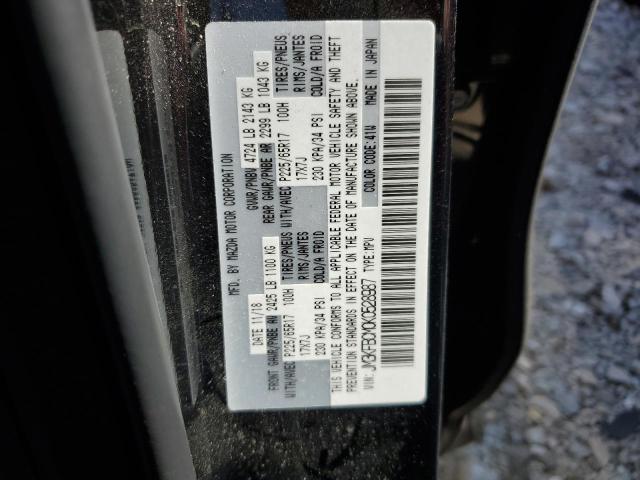 MFD. BY MAZDA MOTOR CORPORATION
DATE 11/18 GVWR/PNBV 4724 LB 2143 KG
FRONT GAWR/PNBE AV 2425 LB 1100 KG REAR GAWR/PNBE AR 2299 LB 1043 KG
WITH/AVEC P225/65R17 100H TIRES/PNEUS WITH/AVEC P225/65R17 100H TIRES/PNEUS
17X7J RIMS/JANTES 17X7J RIMS/JANTES
230 KPA/34 PSI COLD/A FROID 230 KPA/34 PSI COLD/A FROID
THIS VEHICLE CONFORMS TO ALL APPLICABLE FEDERAL MOTOR VEHICLE SAFETY AND THEFT
PREVENTION STANDARDS IN EFFECT ON THE DATE OF MANUFACTURE SHOWN ABOVE.
VIN: JM3KFBCM0K0528987 TYPE: MPV COLOR CODE: 41W MADE IN JAPAN